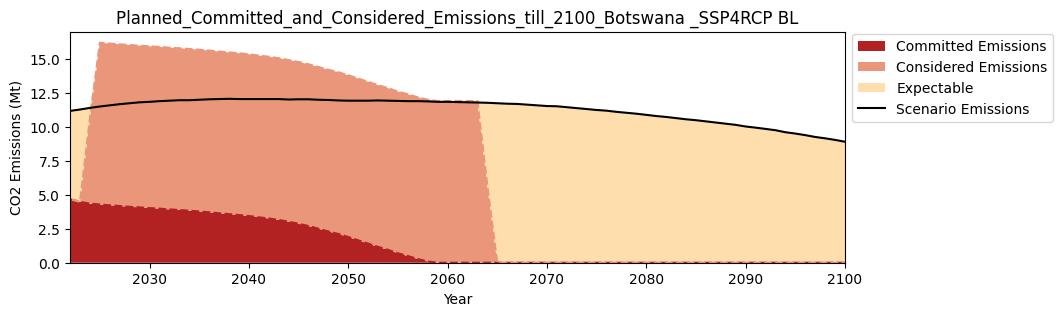 Planned_Committed_and_Considered_Emissions_till_2100_Botswana _SSP4RCP BL
Committed Emissions
Considered Emissions
Expectable
Scenario Emissions
CO2 Emissions (Mt)
15.0
12.5
10.0
7.5
5.0
2.5
0.0
2030 2040 2050 2060 2070 2080 2090 2100
Year